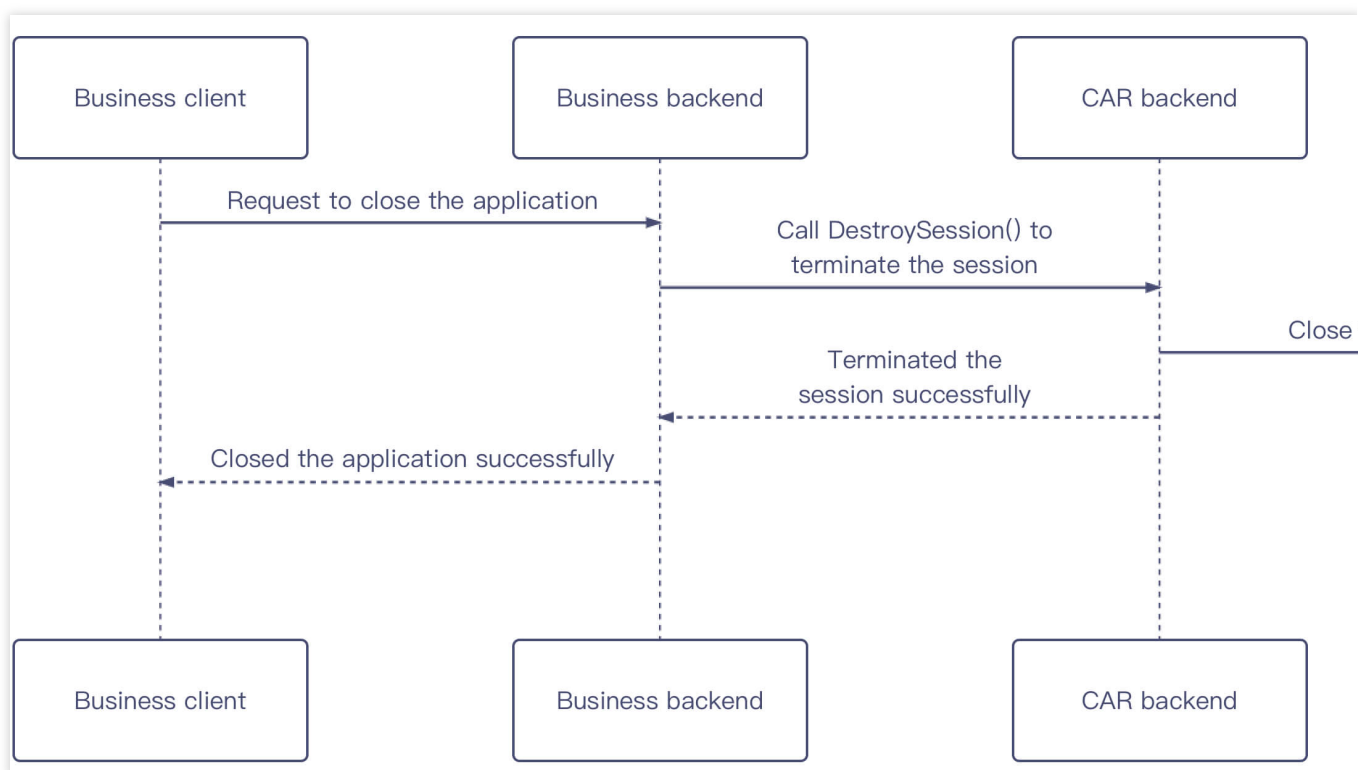 Business client
Business backend
CAR backend
Request to close the application
Call DestroySession() to
terminate the session
Close
Terminated the
session successfully
Closed the application successfully
Business client
Business backend
CAR backend